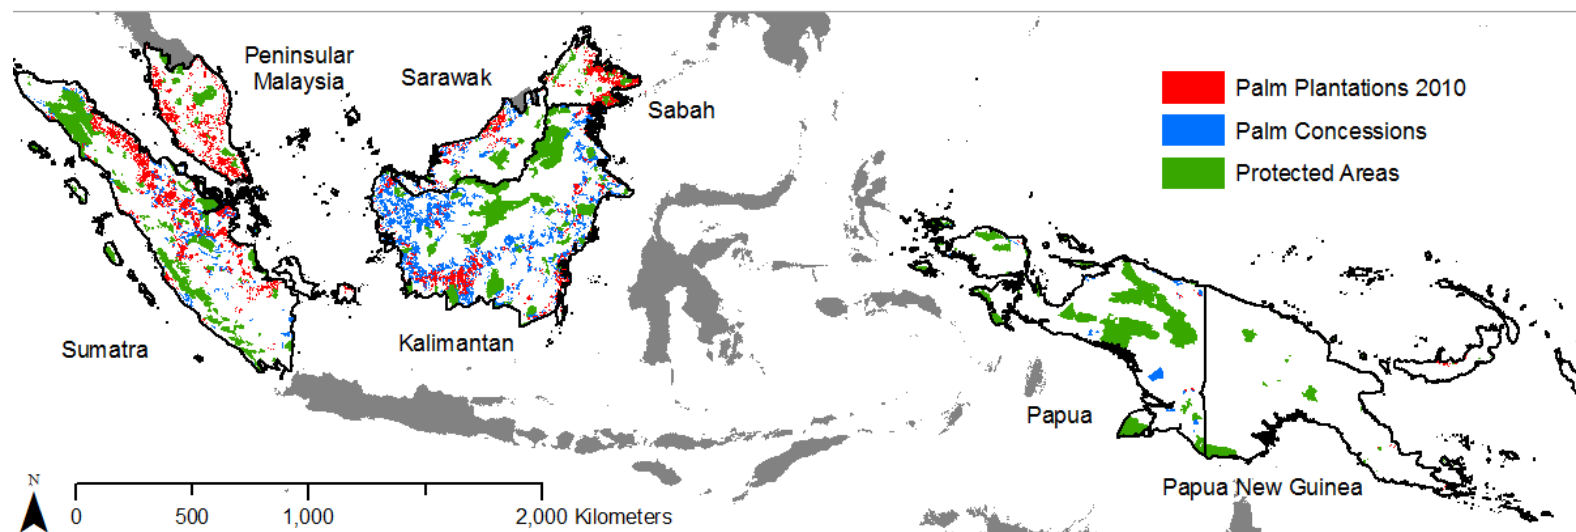 Peninsular
Malaysia
Sarawak
Sabah
Palm Plantations 2010
Palm Concessions
Protected Areas
Sumatra
Kalimantan
Papua
Papua New Guinea
N
0 500 1,000 2,000 Kilometers